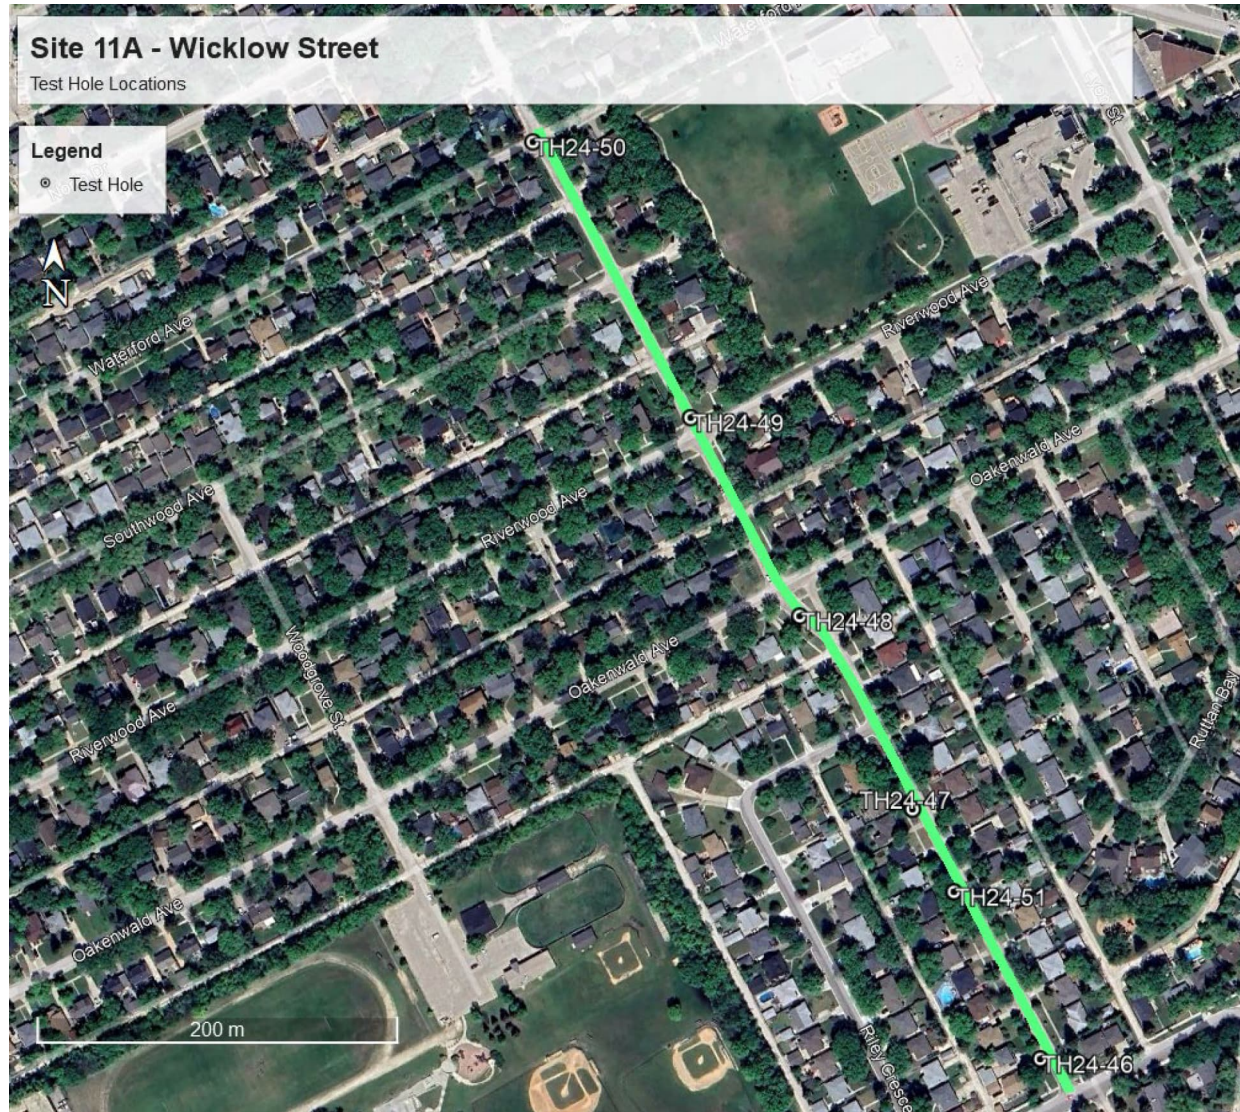 Site 11A - Wicklow Street
Test Hole Locations
Waterford
Legend
Test Hole
N
TH24-50
Riverwood Ave
Waterford Ave
TH24-49
Oakenwald Ave
Southwood Ave
Riverwood Ave
TH24-48
Woodgrove St
Oakenwald Ave
Ruttan Bay
Riverwood Ave
TH24-47
TH24-51
Oakenwald Ave
200 m
Riley Cresce
TH24-46